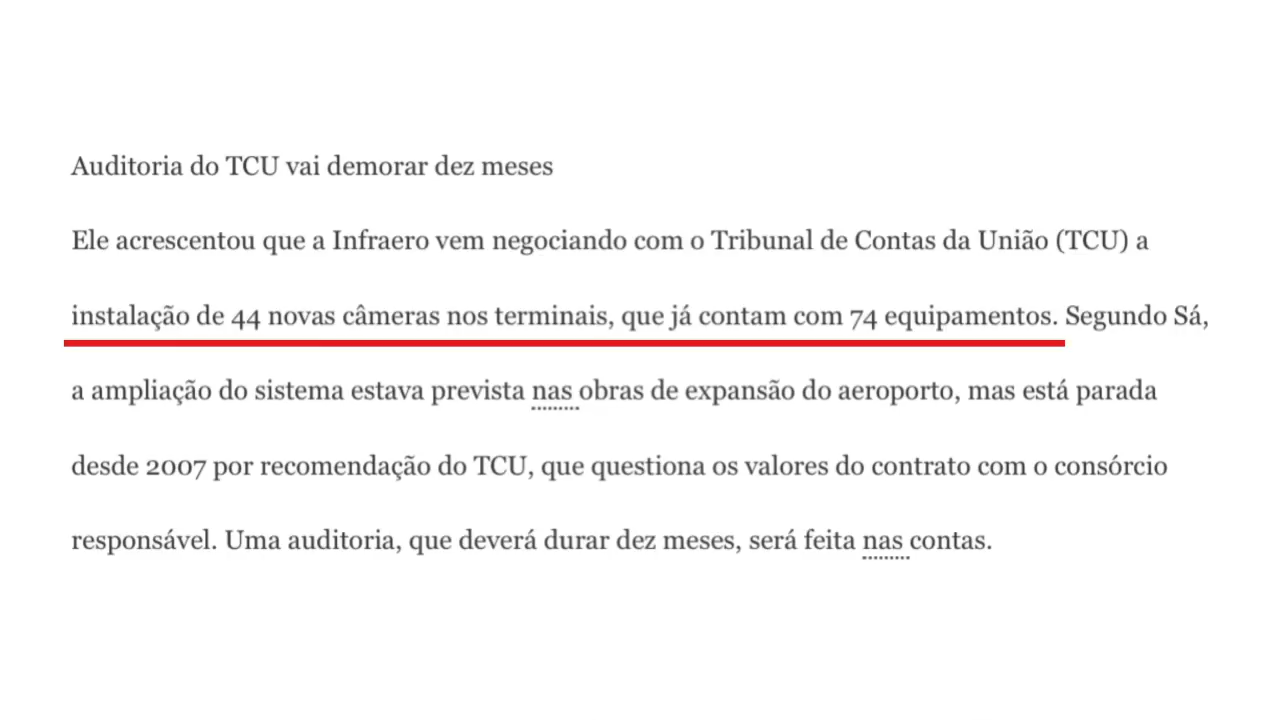 Auditoria do TCU vai demorar dez meses
Ele acrescentou que a Infraero vem negociando com o Tribunal de Contas da União (TCU) a
instalação de 44 novas câmeras nos terminais, que já contam com 74 equipamentos. Segundo Sá,
a ampliação do sistema estava prevista nas obras de expansão do aeroporto, mas está parada
desde 2007 por recomendação do TCU, que questiona os valores do contrato com o consórcio
responsável. Uma auditoria, que deverá durar dez meses, será feita nas contas.